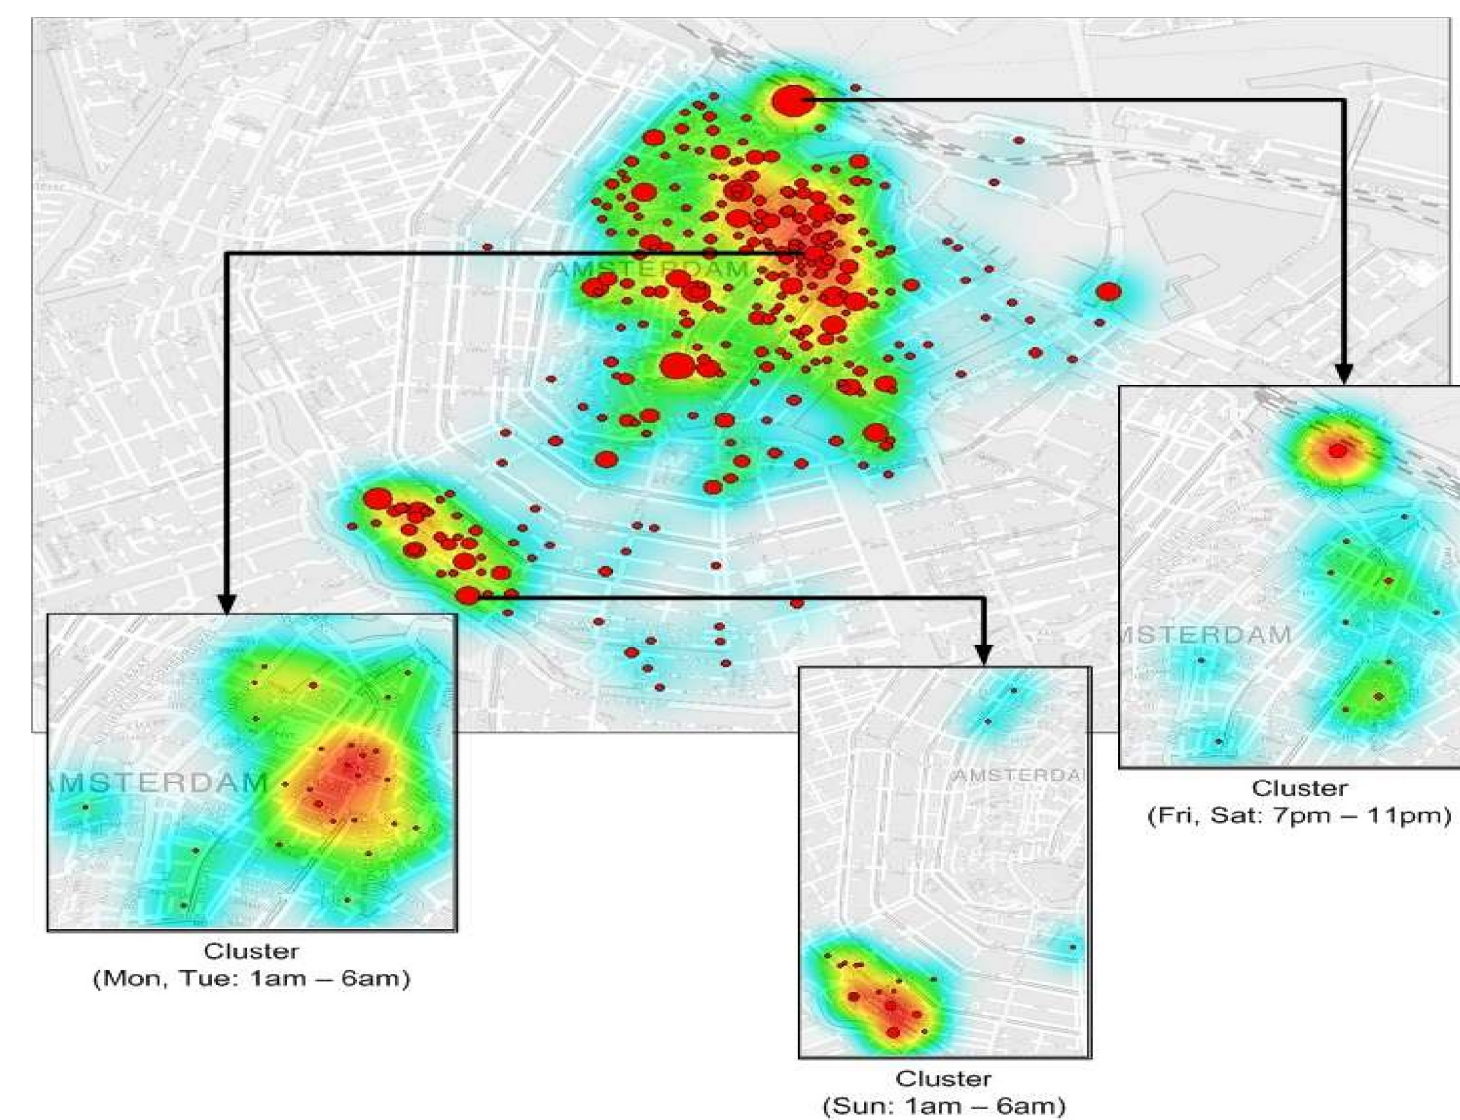 AMSTERDAM
MSTERDAM
AMSTERDAM
AMSTERDA
Cluster
(Fri, Sat: 7pm – 11pm)
Cluster
(Mon, Tue: 1am – 6am)
Cluster
(Sun: 1am – 6am)